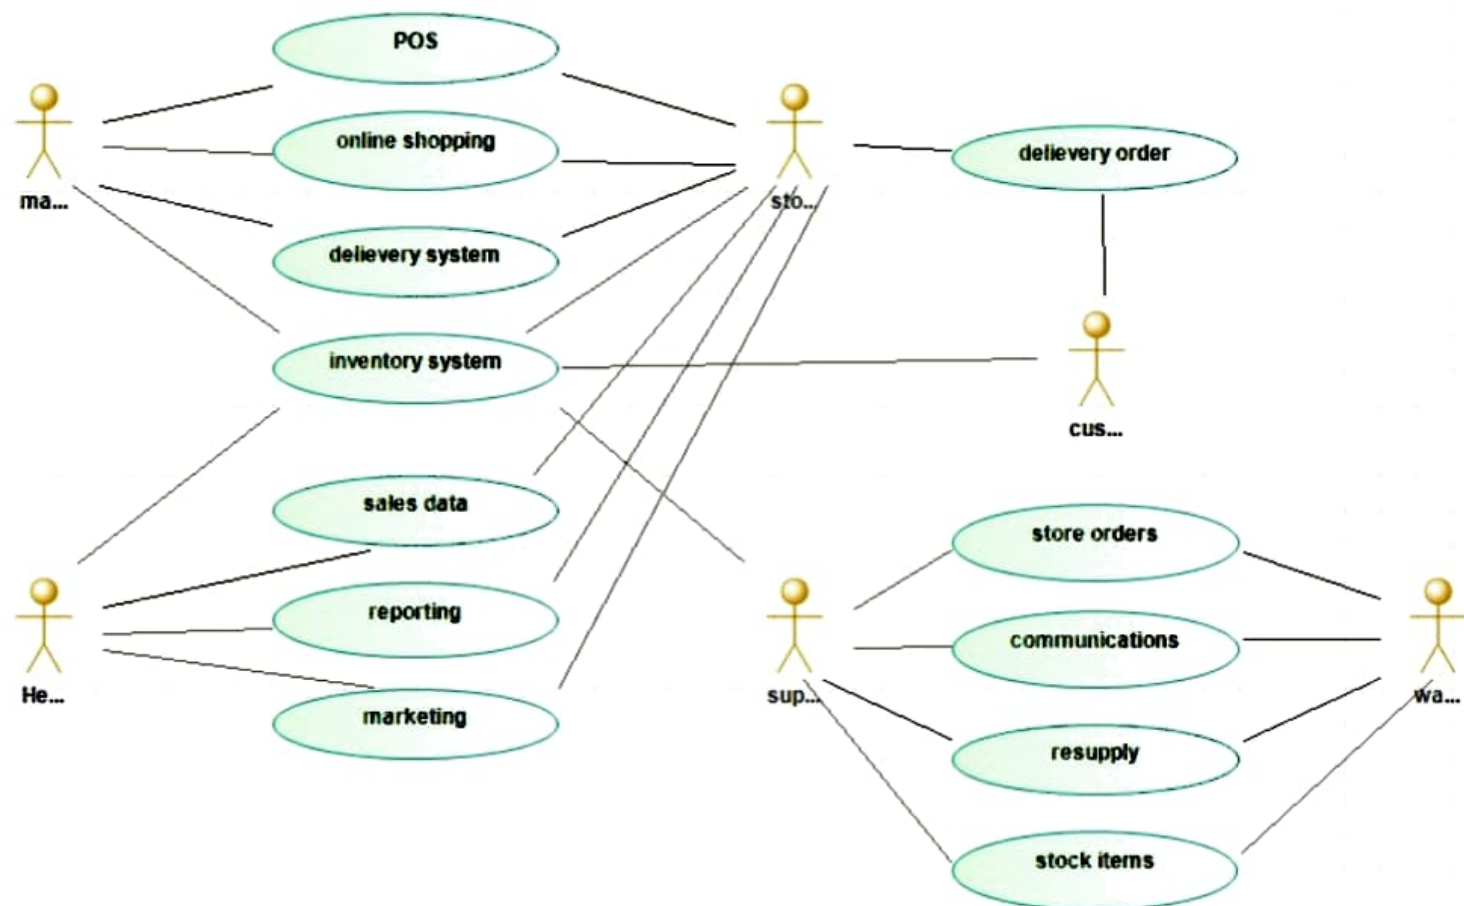 POS
online shopping
delievery system
inventory system
sales data
reporting
marketing
ma...
He...
sto...
delievery order
cus...
sup...
store orders
communications
resupply
stock items
wa...